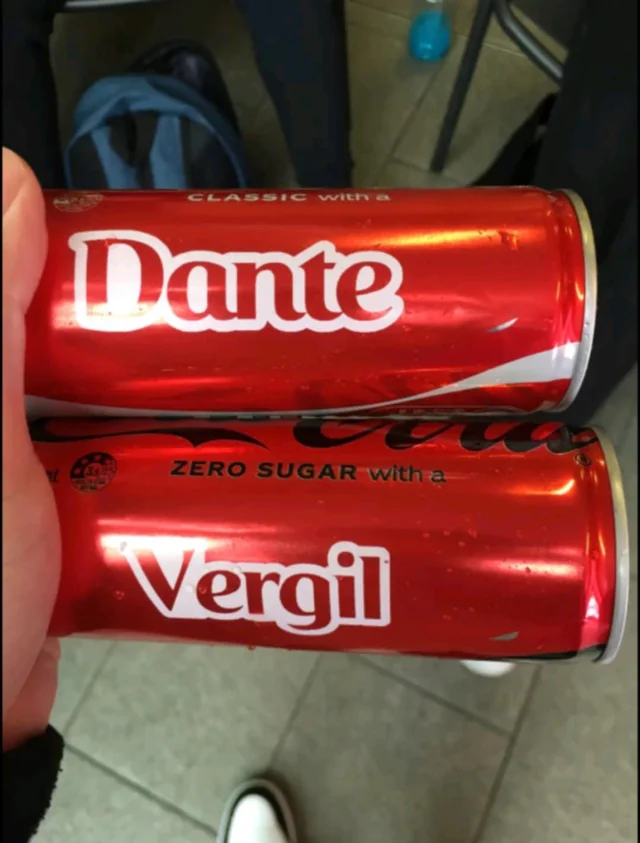 CLASSIC with a
Dante
ZERO SUGAR with a
Vergil